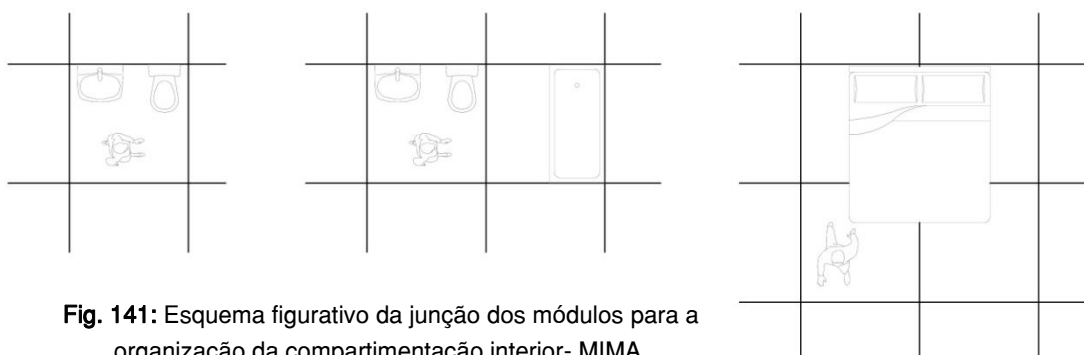 Fig. 141: Esquema figurativo da junção dos módulos para a
organização da compartimentação interior- MIMA